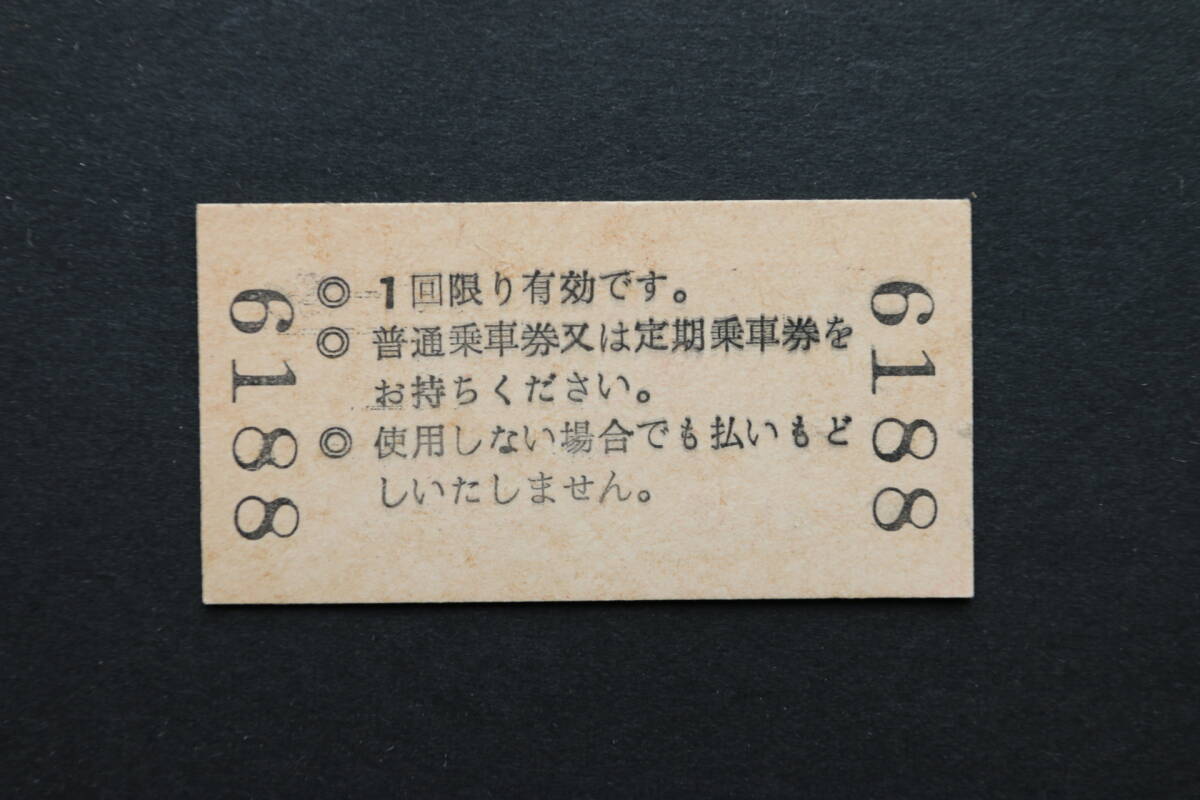 6188
◎ 1回限り有効です。
◎ 普通乗車券又は定期乗車券を
お持ちください。
◎ 使用しない場合でも払いもど
しいたしません。
6188